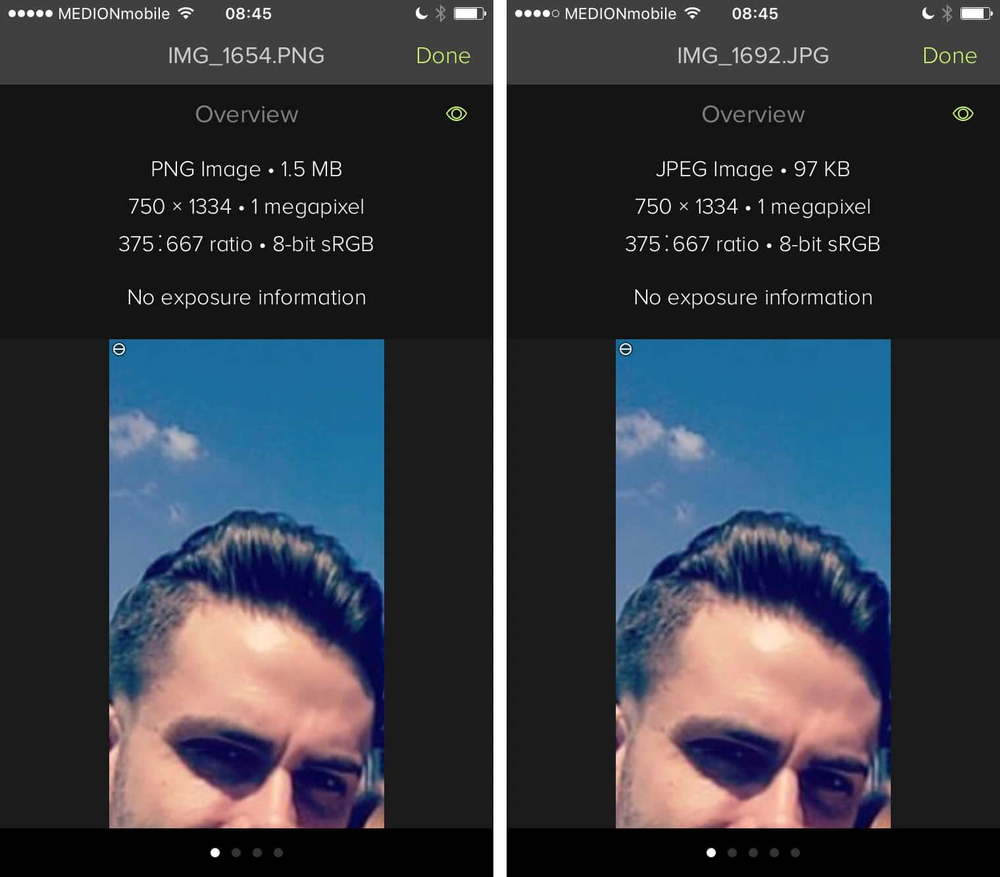 MEDIONmobile 08:45
IMG_1654.PNG Done
Overview
PNG Image • 1.5 MB
750 × 1334 • 1 megapixel
375:667 ratio • 8-bit sRGB
No exposure information
MEDIONmobile 08:45
IMG_1692.JPG Done
Overview
JPEG Image • 97 KB
750 × 1334 • 1 megapixel
375:667 ratio • 8-bit sRGB
No exposure information